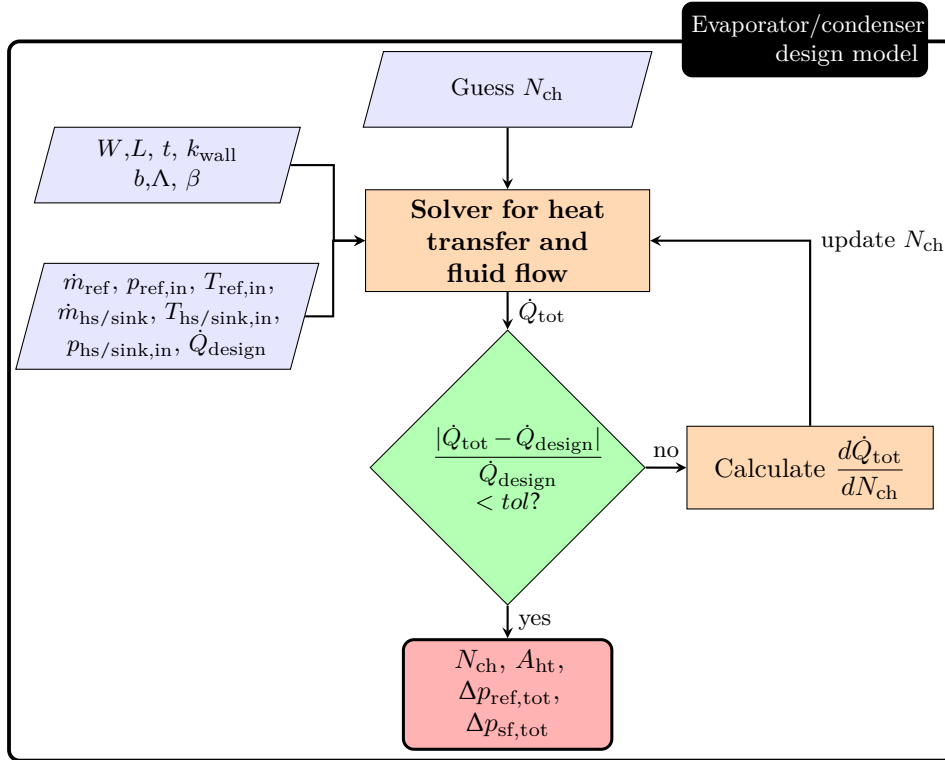 Evaporator/condenser
design model
Guess N_ch
W,L, t, k_wall
b,Λ, β
Solver for heat
transfer and
fluid flow
update N_ch
ṁ_ref, p_ref,in, T_ref,in,
ṁ_hs/sink, T_hs/sink,in,
p_hs/sink,in, Q̇_design
Q̇_tot
|Q̇_tot − Q̇_design|
Q̇_design
< tol?
no
Calculate dQ̇_tot/dN_ch
yes
N_ch, A_ht,
Δp_ref,tot,
Δp_sf,tot